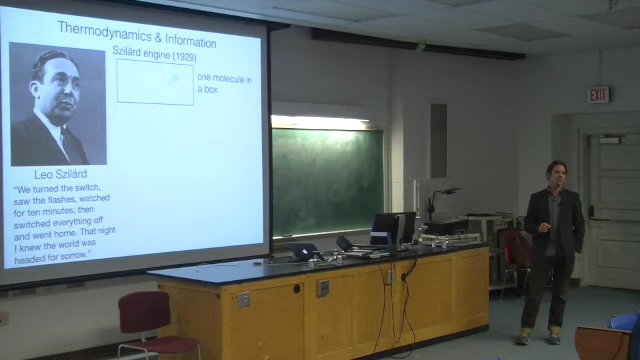 Thermodynamics & Information
Szilárd engine (1929)
one molecule in
a box
Leo Szilárd
"We turned the switch,
saw the flashes, watched
for ten minutes, then
switched everything off
and went home. That night
I knew the world was
headed for sorrow."
EXIT